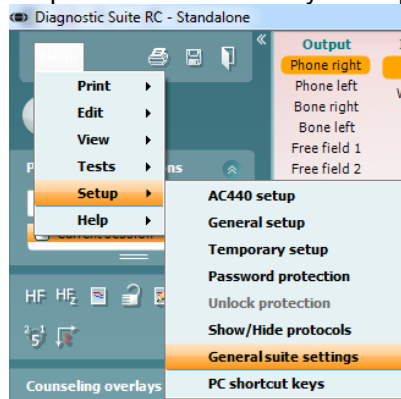 Diagnostic Suite RC - Standalone
Output
Phone right
Phone left
Bone right
Bone left
Free field 1
Free field 2
Print
Edit
View
Tests
Setup
Help
AC440 setup
General setup
Temporary setup
Password protection
Unlock protection
Show/Hide protocols
General suite settings
PC shortcut keys
HF HFz
Counseling overlays